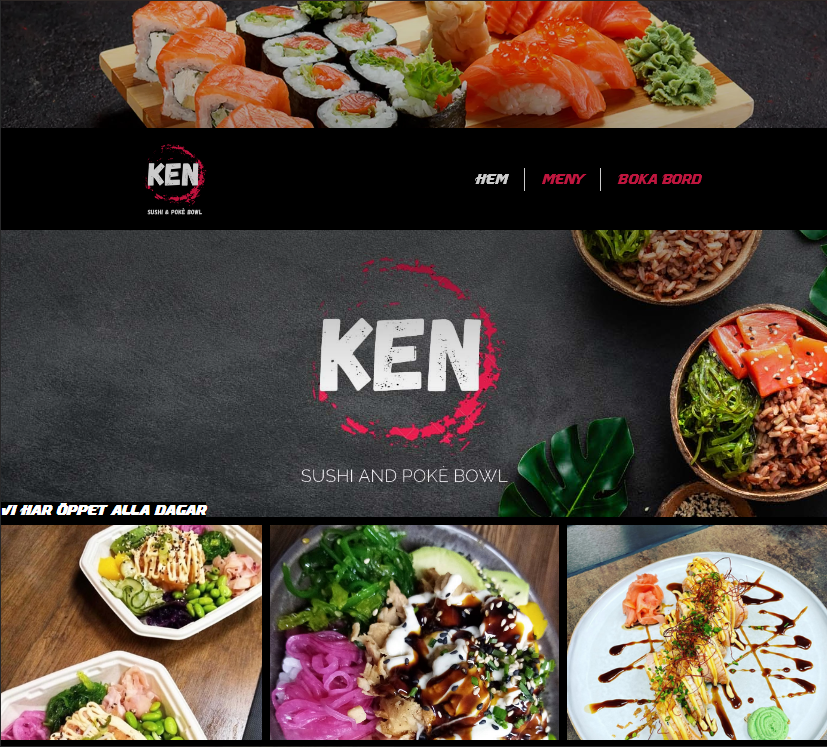 KEN
SUSHI & POKÉ BOWL
HEM
MENY
BOKA BORD
KEN
SUSHI AND POKÉ BOWL
VI HAR ÖPPET ALLA DAGAR